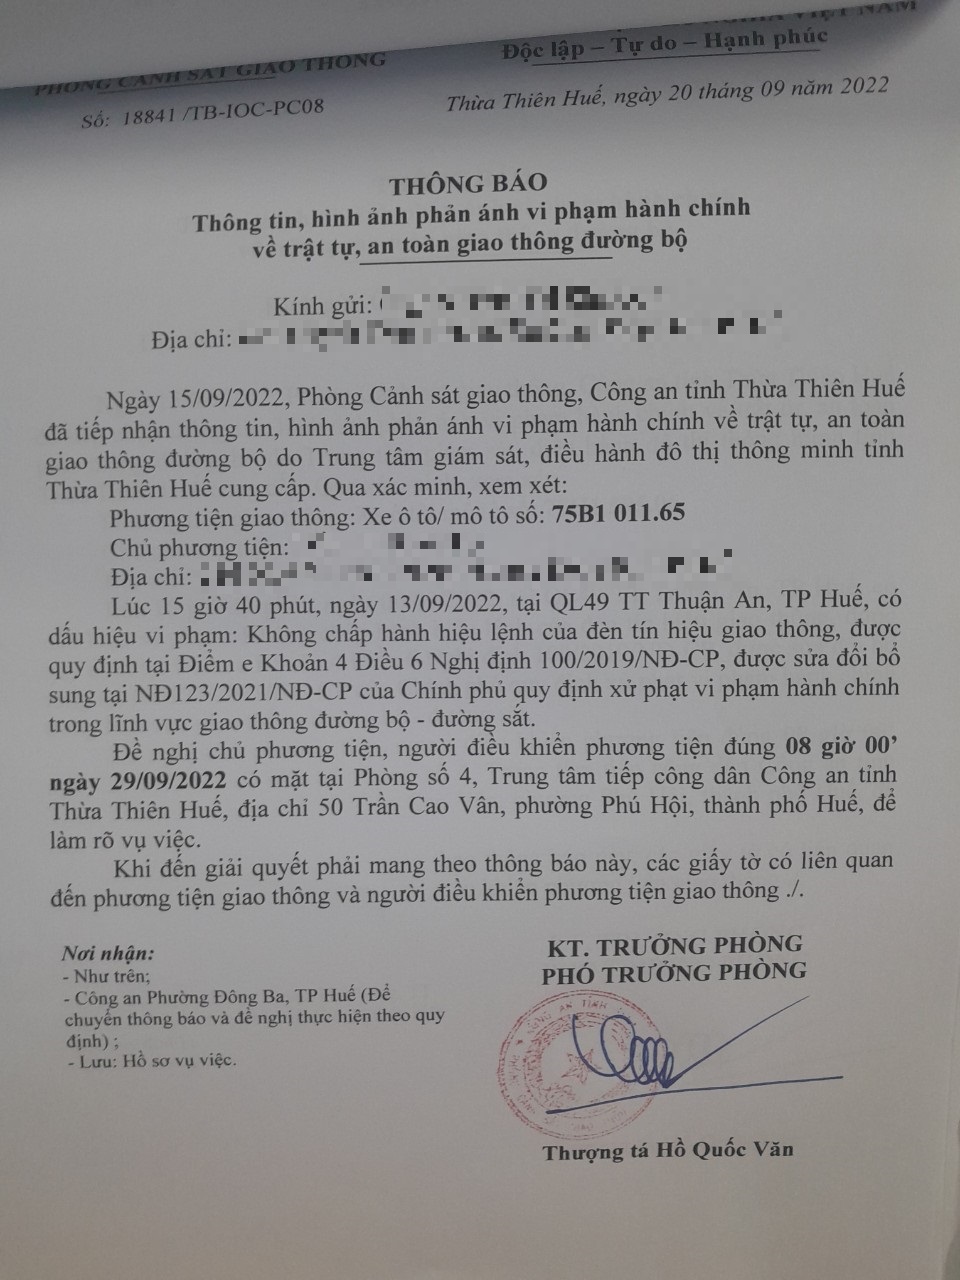 VIỆT NAM
PHÒNG CẢNH SÁT GIAO THÔNG
Độc lập – Tự do – Hạnh phúc
Số: 18841 /TB-IOC-PC08
Thừa Thiên Huế, ngày 20 tháng 09 năm 2022
THÔNG BÁO
Thông tin, hình ảnh phản ánh vi phạm hành chính
về trật tự, an toàn giao thông đường bộ
Kính gửi:
Địa chỉ:
Ngày 15/09/2022, Phòng Cảnh sát giao thông, Công an tỉnh Thừa Thiên Huế
đã tiếp nhận thông tin, hình ảnh phản ánh vi phạm hành chính về trật tự, an toàn
giao thông đường bộ do Trung tâm giám sát, điều hành đô thị thông minh tỉnh
Thừa Thiên Huế cung cấp. Qua xác minh, xem xét:
Phương tiện giao thông: Xe ô tô/ mô tô số: 75B1 011.65
Chủ phương tiện:
Địa chỉ:
Lúc 15 giờ 40 phút, ngày 13/09/2022, tại QL49 TT Thuận An, TP Huế, có
dấu hiệu vi phạm: Không chấp hành hiệu lệnh của đèn tín hiệu giao thông, được
quy định tại Điểm e Khoản 4 Điều 6 Nghị định 100/2019/NĐ-CP, được sửa đổi bổ
sung tại NĐ123/2021/NĐ-CP của Chính phủ quy định xử phạt vi phạm hành chính
trong lĩnh vực giao thông đường bộ - đường sắt.
Đề nghị chủ phương tiện, người điều khiển phương tiện đúng 08 giờ 00’
ngày 29/09/2022 có mặt tại Phòng số 4, Trung tâm tiếp công dân Công an tỉnh
Thừa Thiên Huế, địa chỉ 50 Trần Cao Vân, phường Phú Hội, thành phố Huế, để
làm rõ vụ việc.
Khi đến giải quyết phải mang theo thông báo này, các giấy tờ có liên quan
đến phương tiện giao thông và người điều khiển phương tiện giao thông ./.
Nơi nhận:
- Như trên;
- Công an Phường Đông Ba, TP Huế (Để
chuyển thông báo và đề nghị thực hiện theo quy
định) ;
- Lưu: Hồ sơ vụ việc.
KT. TRƯỞNG PHÒNG
PHÓ TRƯỞNG PHÒNG
Thượng tá Hồ Quốc Văn